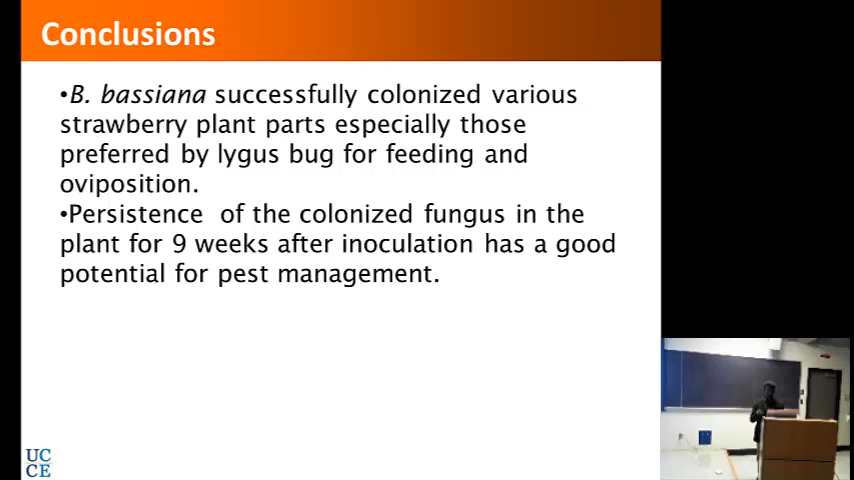 Conclusions
•B. bassiana successfully colonized various
strawberry plant parts especially those
preferred by lygus bug for feeding and
oviposition.
•Persistence of the colonized fungus in the
plant for 9 weeks after inoculation has a good
potential for pest management.
UC
CE